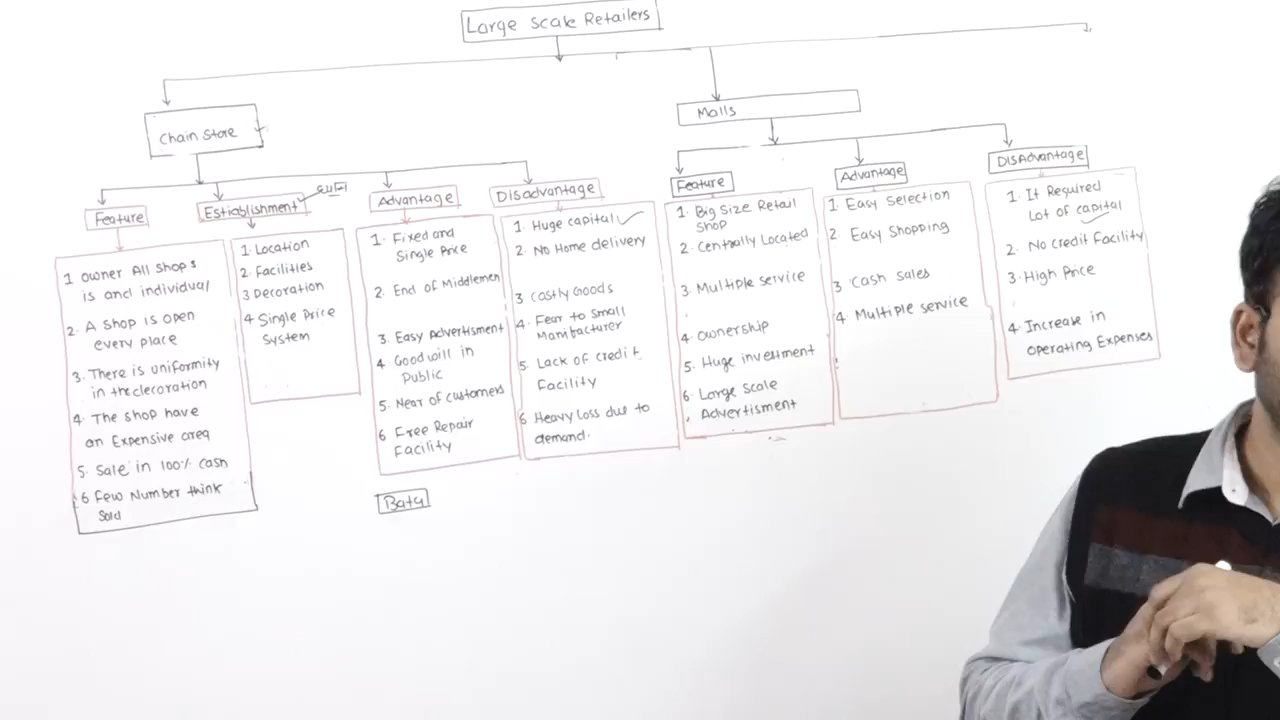 Large Scale Retailers
Chain Store
Malls
Feature
Estiablishment
Advantage
Disadvantage
Feature
Advantage
Disadvantage
1 Owner All Shops
is and individual
2. A shop is open
every place
3. There is uniformity
in the decoration
4. The shop have
an Expensive area
5. Sale in 100% cash
6 Few Number think
Sold
1. Location
2. Facilities
3 Decoration
4 Single Price
System
1. Fixed and
Single Price
2. End of Middlemen
3. Easy Advertisment
4 Goodwill in
Public
5. Near of customers
6 Free Repair
Facility
Bata
1. Huge capital
2. No Home delivery
3 Costly Goods
4. Fear to Small
Manifacturer
5. Lack of credit
Facility
6 Heavy loss due to
demand.
1. Big Size Retail
Shop
2. Centrally Located
3. Multiple service
4 ownership
5. Huge investment
6. Large Scale
Advertisment
1. Easy Selection
2. Easy Shopping
3 Cash Sales
4. Multiple service
1. If Required
Lot of capital
2. No Credit Facility
3. High Price
4. Increase in
Operating Expenses